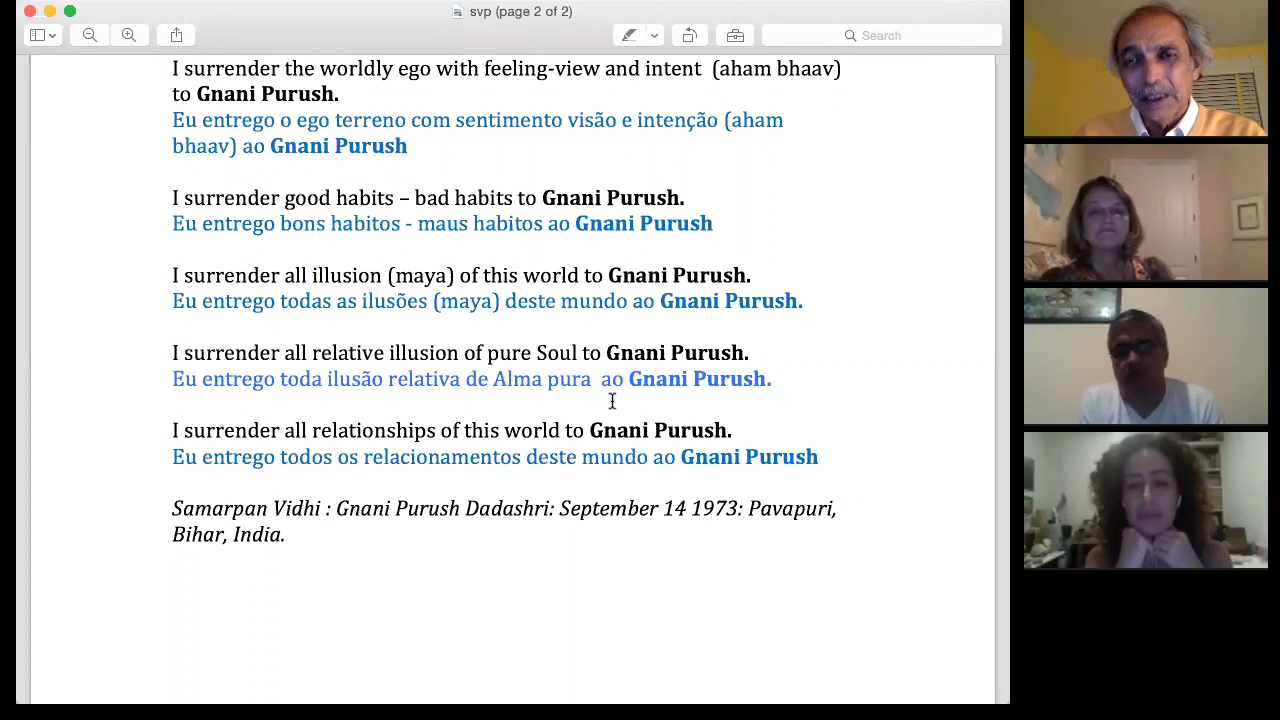 svp (page 2 of 2)
Search
I surrender the worldly ego with feeling-view and intent  (aham bhaav)
to Gnani Purush.
Eu entrego o ego terreno com sentimento visão e intenção (aham
bhaav) ao Gnani Purush
I surrender good habits – bad habits to Gnani Purush.
Eu entrego bons habitos - maus habitos ao Gnani Purush
I surrender all illusion (maya) of this world to Gnani Purush.
Eu entrego todas as ilusões (maya) deste mundo ao Gnani Purush.
I surrender all relative illusion of pure Soul to Gnani Purush.
Eu entrego toda ilusão relativa de Alma pura  ao Gnani Purush.
I surrender all relationships of this world to Gnani Purush.
Eu entrego todos os relacionamentos deste mundo ao Gnani Purush
Samarpan Vidhi : Gnani Purush Dadashri: September 14 1973: Pavapuri,
Bihar, India.